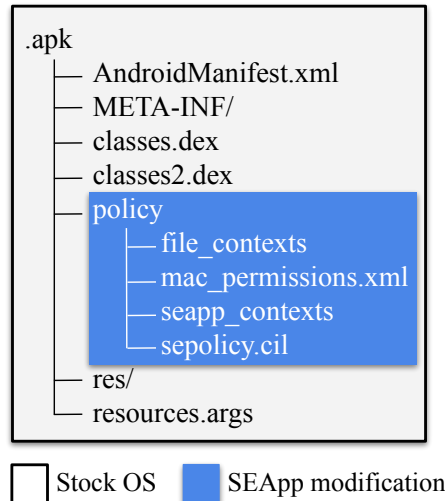 .apk
AndroidManifest.xml
META-INF/
classes.dex
classes2.dex
policy
file_contexts
mac_permissions.xml
seapp_contexts
sepolicy.cil
res/
resources.args
Stock OS SEApp modification